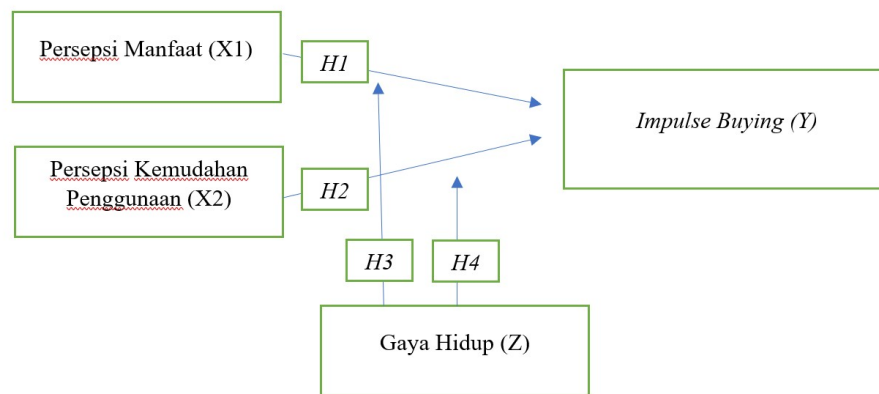 Persepsi Manfaat (X1)
H1
Impulse Buying (Y)
Persepsi Kemudahan
Penggunaan (X2)
H2
H3
H4
Gaya Hidup (Z)